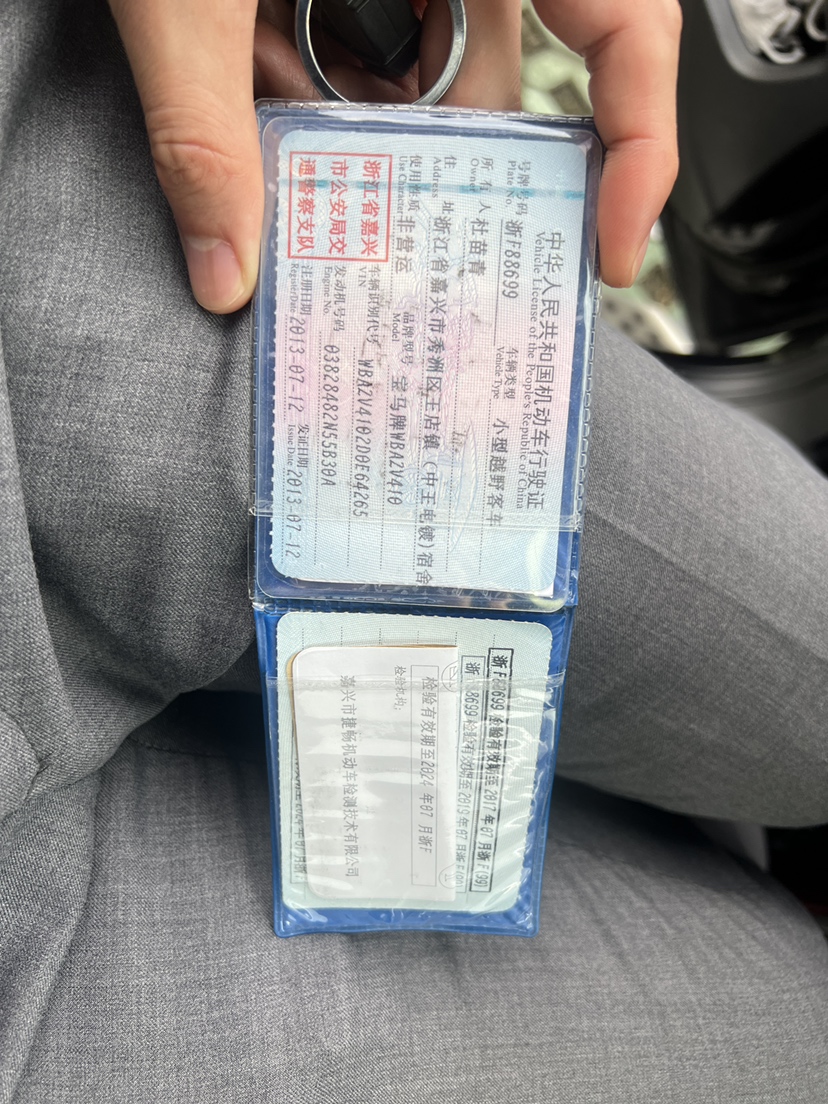 中华人民共和国机动车行驶证
Vehicle License of the People's Republic of China
号牌号码 浙F88699 车辆类型 小型越野客车
Plate No. Vehicle Type
所有人 杜苗青
Owner
住址 浙江省嘉兴市秀洲区王店镇(中王电镀)宿舍
Address
使用性质 非营运 品牌型号 宝马牌WBAZV410
Use Character Model
浙江省嘉兴
市公安局交
通警察支队
车辆识别代号 WBAZV4102D0E64265
VIN
发动机号码 03828482N55B30A
Engine No.
注册日期 2013-07-12 发证日期 2013-07-12
Register Date Issue Date
浙F88699 检验有效期至2017年07月浙F(99)
浙 8699 检验有效期至2019年07月浙F(99)
检验有效期至2024年07月浙F
检验机构:
嘉兴市捷畅机动车检测技术有限公司